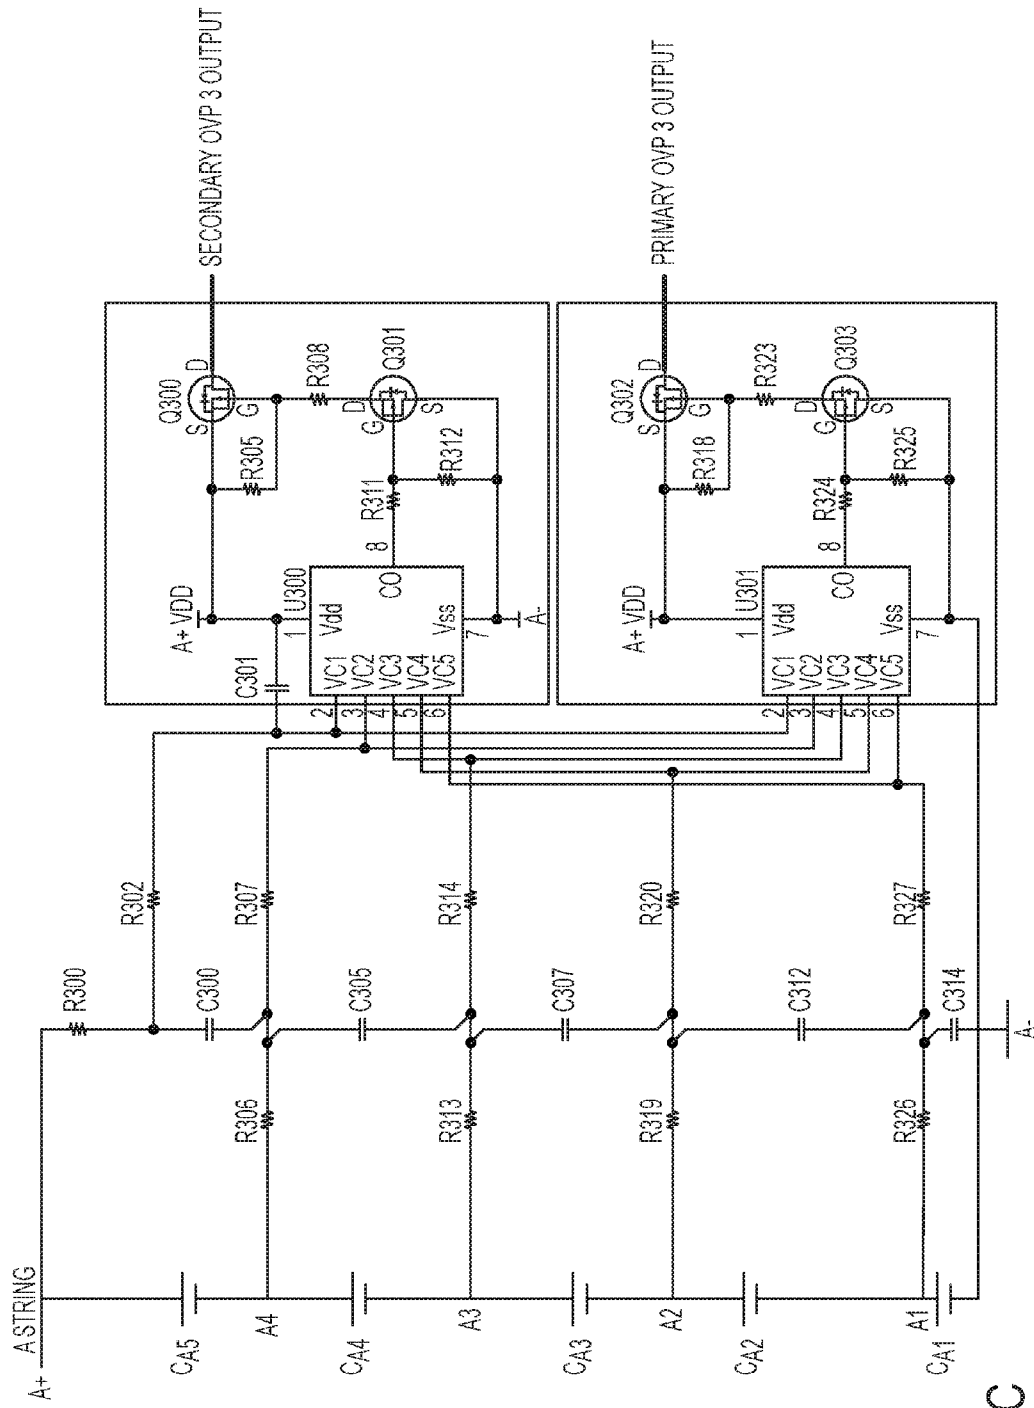 A STRING
A+
R300
R302
CA5
C300
R306
R307
A4
CA4
C305
R313
R314
A3
CA3
C307
R319
R320
A2
CA2
C312
R326
R327
A1
CA1
C314
A-
C
SECONDARY OVP 3 OUTPUT
C301
A+ VDD
Q300
S
D
G
R305
R308
Q301
D
G
S
R311
R312
U300
1
Vdd
VC1
VC2
VC3
VC4
VC5
2
3
4
5
6
CO
8
Vss
7
A-
PRIMARY OVP 3 OUTPUT
A+ VDD
Q302
S
D
G
R318
R323
Q303
D
G
S
R324
R325
U301
1
Vdd
VC1
VC2
VC3
VC4
VC5
2
3
4
5
6
CO
8
Vss
7